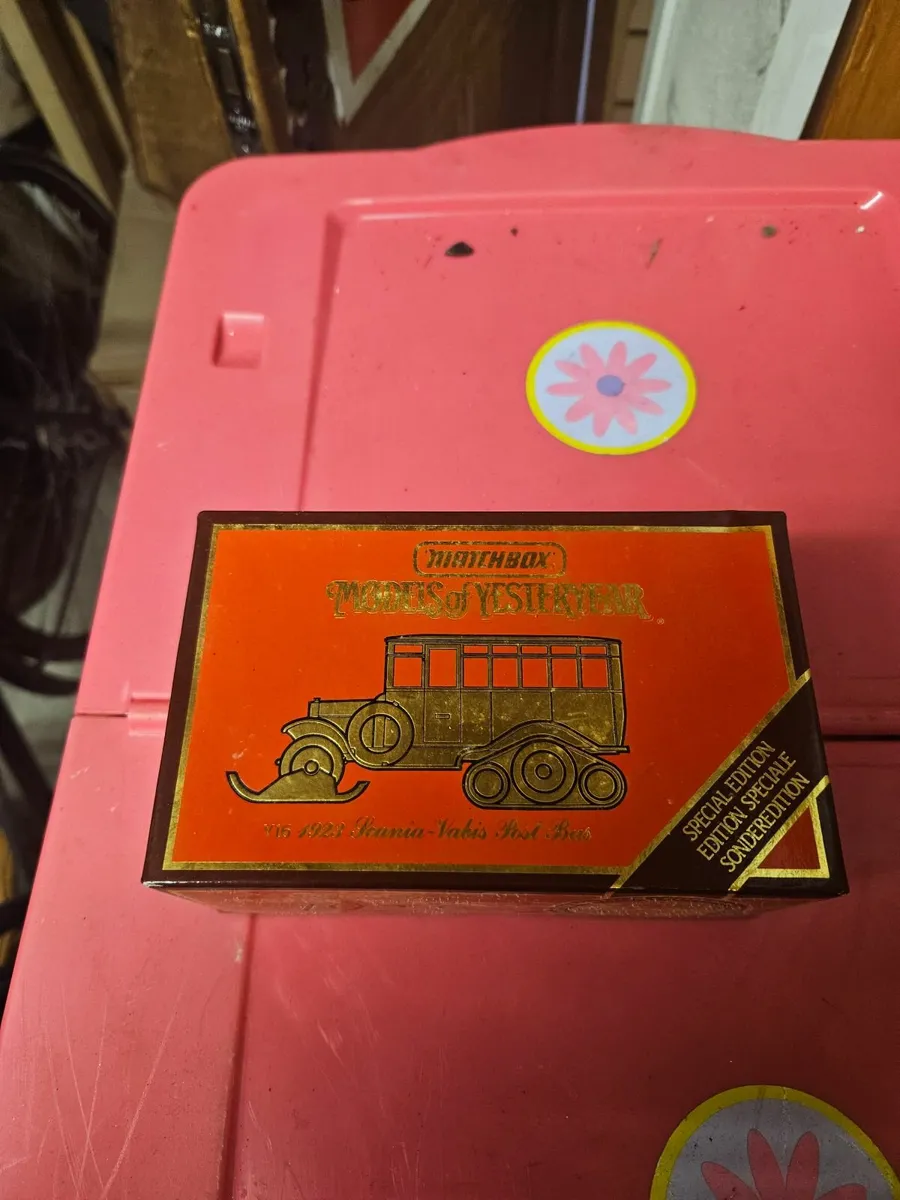 MATCHBOX
MODELS of YESTERYEAR ®
Y16 1923 Scania-Vabis Post Bus
SPECIAL EDITION
EDITION SPECIALE
SONDEREDITION